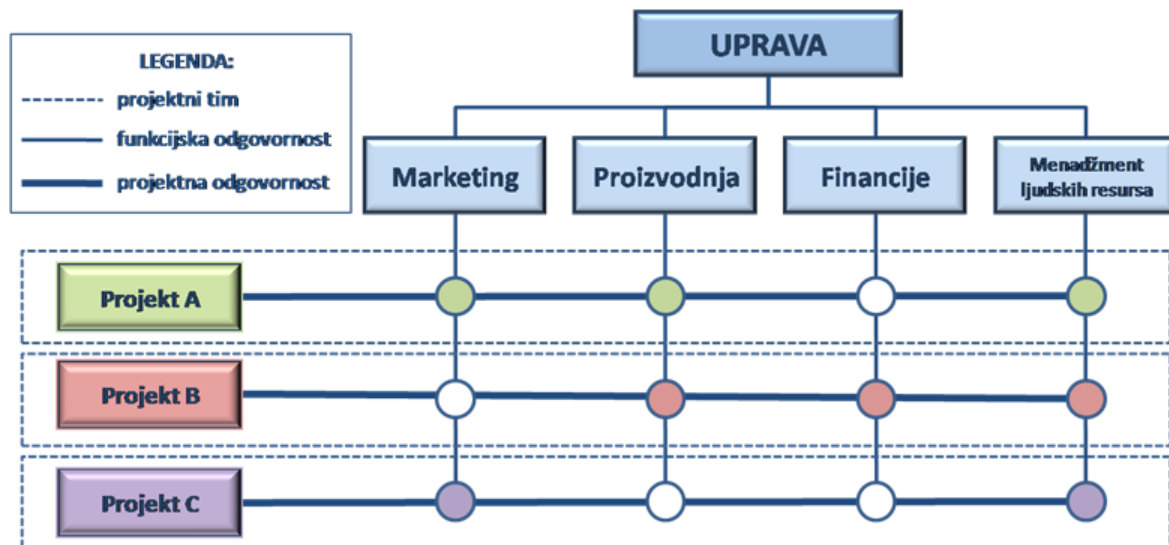 UPRAVA
LEGENDA:
projektni tim
funkcijska odgovornost
projektna odgovornost
Marketing
Proizvodnja
Financije
Menadžment
ljudskih resursa
Projekt A
Projekt B
Projekt C